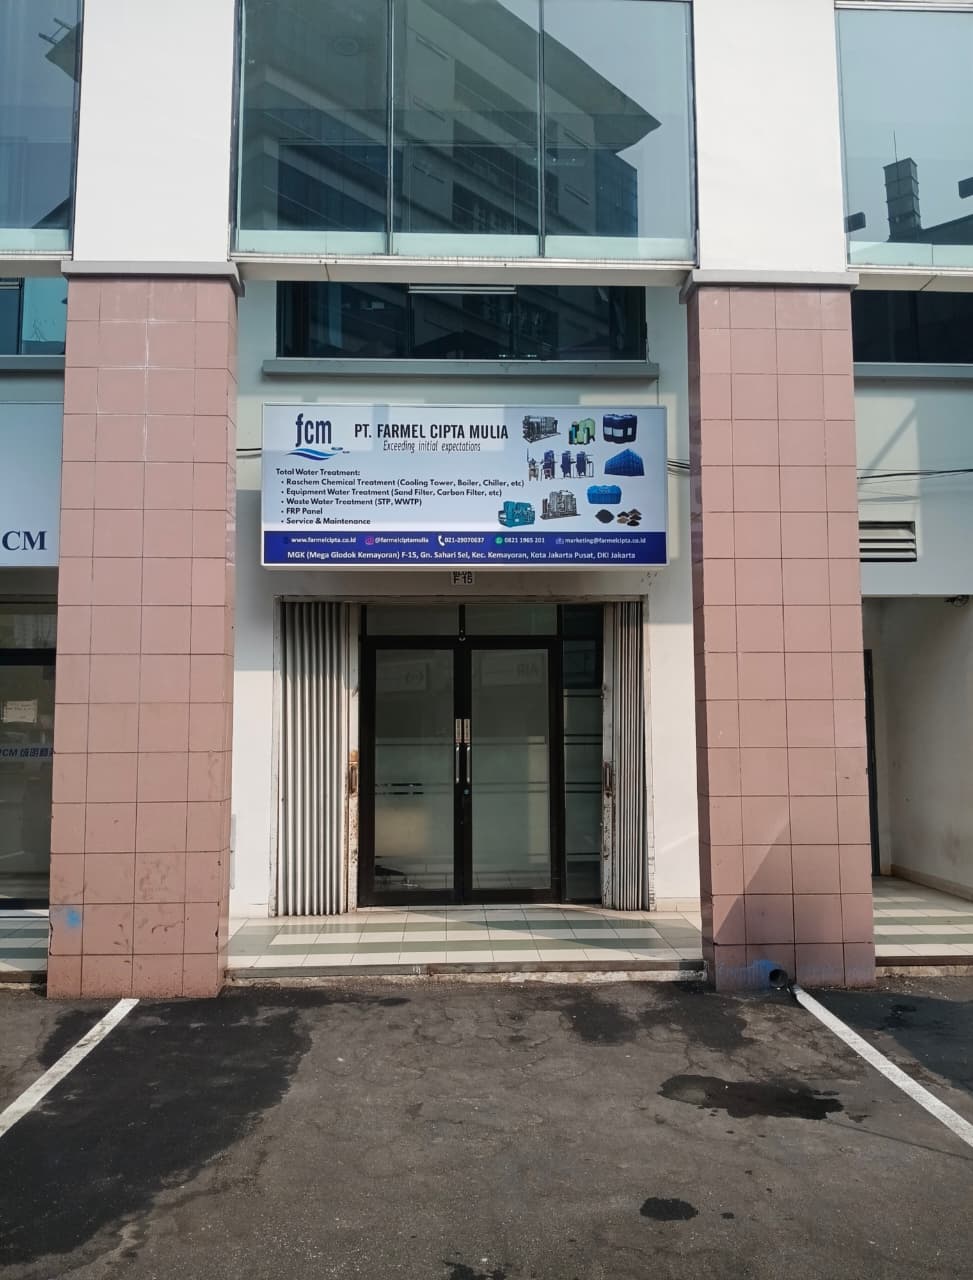 fcm
PT. FARMEL CIPTA MULIA
Exceeding initial expectations
Total Water Treatment:
• Raschem Chemical Treatment (Cooling Tower, Boiler, Chiller, etc)
• Equipment Water Treatment (Sand Filter, Carbon Filter, etc)
• Waste Water Treatment (STP, WWTP)
• FRP Panel
• Service & Maintenance
www.farmelcipta.co.id @farmelciptamulia 021-29070637 0821 1965 201 marketing@farmelcipta.co.id
MGK (Mega Glodok Kemayoran) F-15, Gn. Sahari Sel, Kec. Kemayoran, Kota Jakarta Pusat, DKI Jakarta
BLOK
F 15
CM